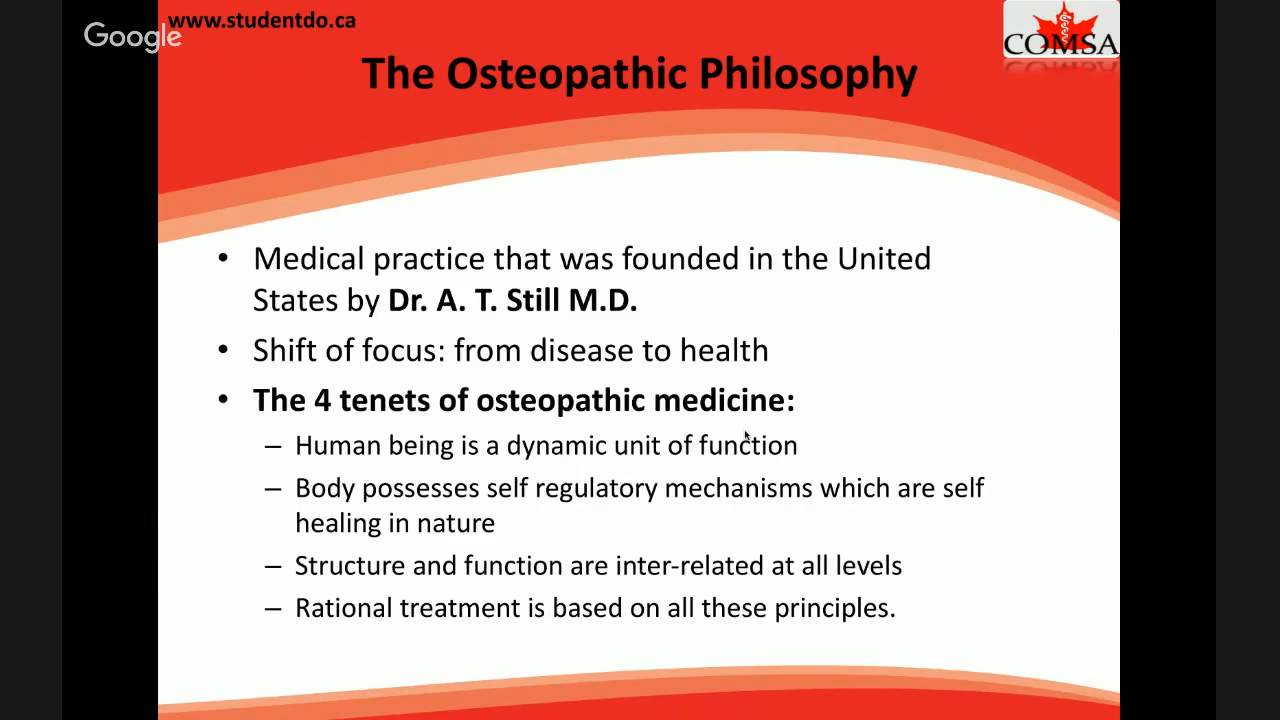 www.studentdo.ca
Google
COMSA
The Osteopathic Philosophy
• Medical practice that was founded in the United
States by Dr. A. T. Still M.D.
• Shift of focus: from disease to health
• The 4 tenets of osteopathic medicine:
– Human being is a dynamic unit of function
– Body possesses self regulatory mechanisms which are self
healing in nature
– Structure and function are inter-related at all levels
– Rational treatment is based on all these principles.